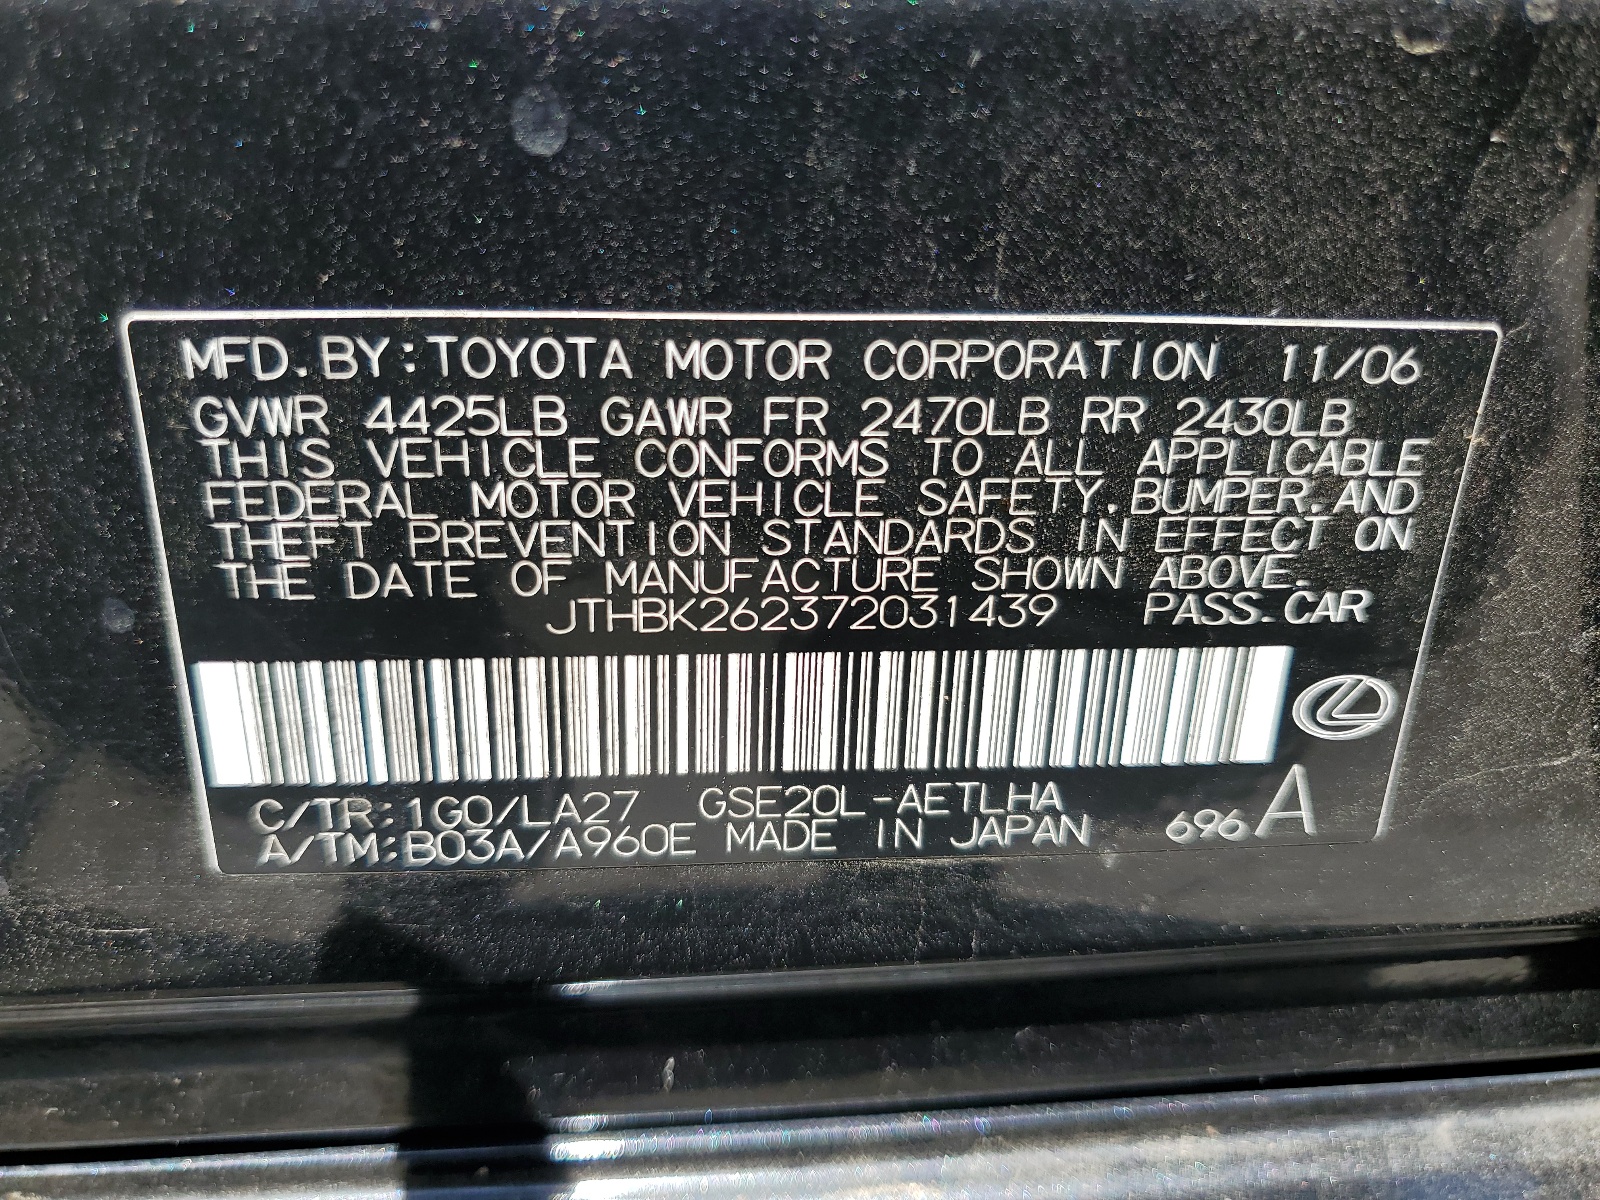 MFD. BY:TOYOTA MOTOR CORPORATION 11/06
GVWR 4425LB GAWR FR 2470LB RR 2430LB
THIS VEHICLE CONFORMS TO ALL APPLICABLE
FEDERAL MOTOR VEHICLE SAFETY, BUMPER, AND
THEFT PREVENTION STANDARDS IN EFFECT ON
THE DATE OF MANUFACTURE SHOWN ABOVE.
JTHBK262372031439 PASS. CAR
C/TR:1G0/LA27 GSE20L-AETLHA
A/TM:B03A/A960E MADE IN JAPAN 696A